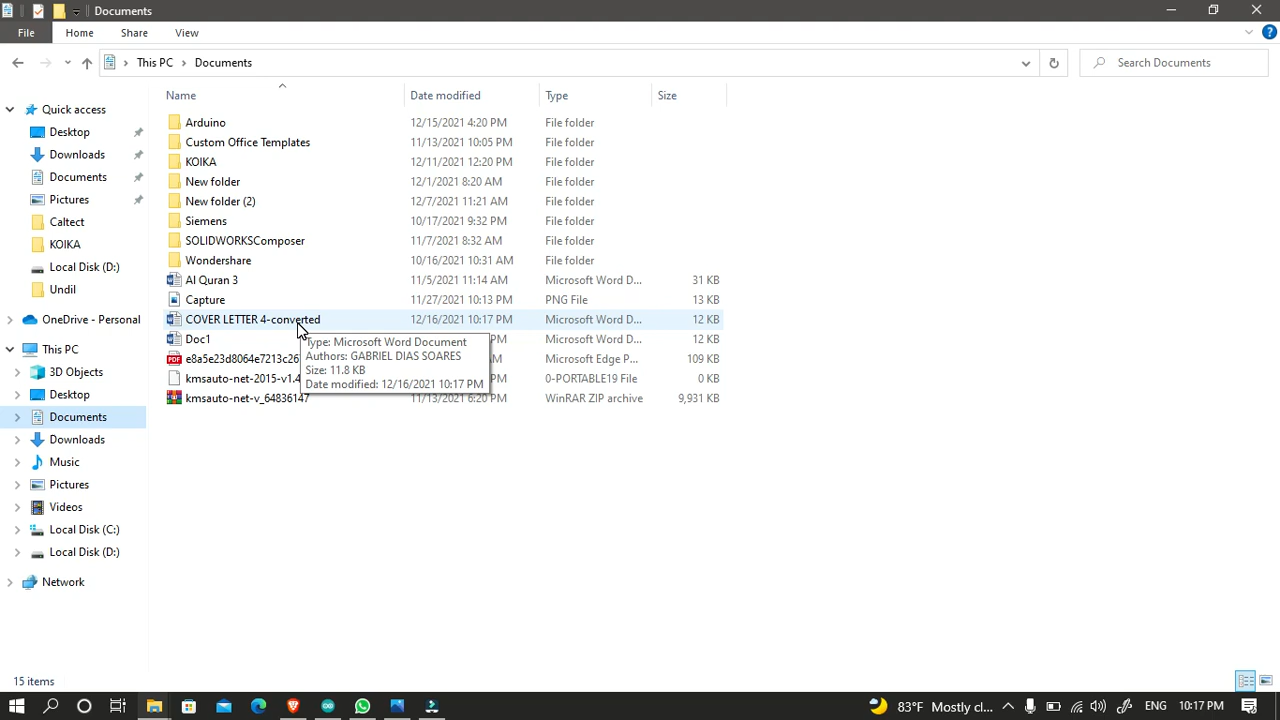 Documents
File Home Share View
This PC Documents Search Documents
Name Date modified Type Size
Quick access
Desktop
Downloads
Documents
Pictures
Caltect
KOIKA
Local Disk (D:)
Undil
OneDrive - Personal
This PC
3D Objects
Desktop
Documents
Downloads
Music
Pictures
Videos
Local Disk (C:)
Local Disk (D:)
Network
Arduino 12/15/2021 4:20 PM File folder
Custom Office Templates 11/13/2021 10:05 PM File folder
KOIKA 12/11/2021 12:20 PM File folder
New folder 12/1/2021 8:20 AM File folder
New folder (2) 12/7/2021 11:21 AM File folder
Siemens 10/17/2021 9:32 PM File folder
SOLIDWORKSComposer 11/7/2021 8:32 AM File folder
Wondershare 10/16/2021 10:31 AM File folder
Al Quran 3 11/5/2021 11:14 AM Microsoft Word D... 31 KB
Capture 11/27/2021 10:13 PM PNG File 13 KB
COVER LETTER 4-converted 12/16/2021 10:17 PM Microsoft Word D... 12 KB
Doc1 PM Microsoft Word D... 12 KB
PDF e8a5e23d8064e7213c26 AM Microsoft Edge P... 109 KB
kmsauto-net-2015-v1.4 PM 0-PORTABLE19 File 0 KB
kmsauto-net-v_64836147 11/13/2021 6:20 PM WinRAR ZIP archive 9,931 KB
Type: Microsoft Word Document
Authors: GABRIEL DIAS SOARES
Size: 11.8 KB
Date modified: 12/16/2021 10:17 PM
15 items
83°F Mostly cl... ENG 10:17 PM